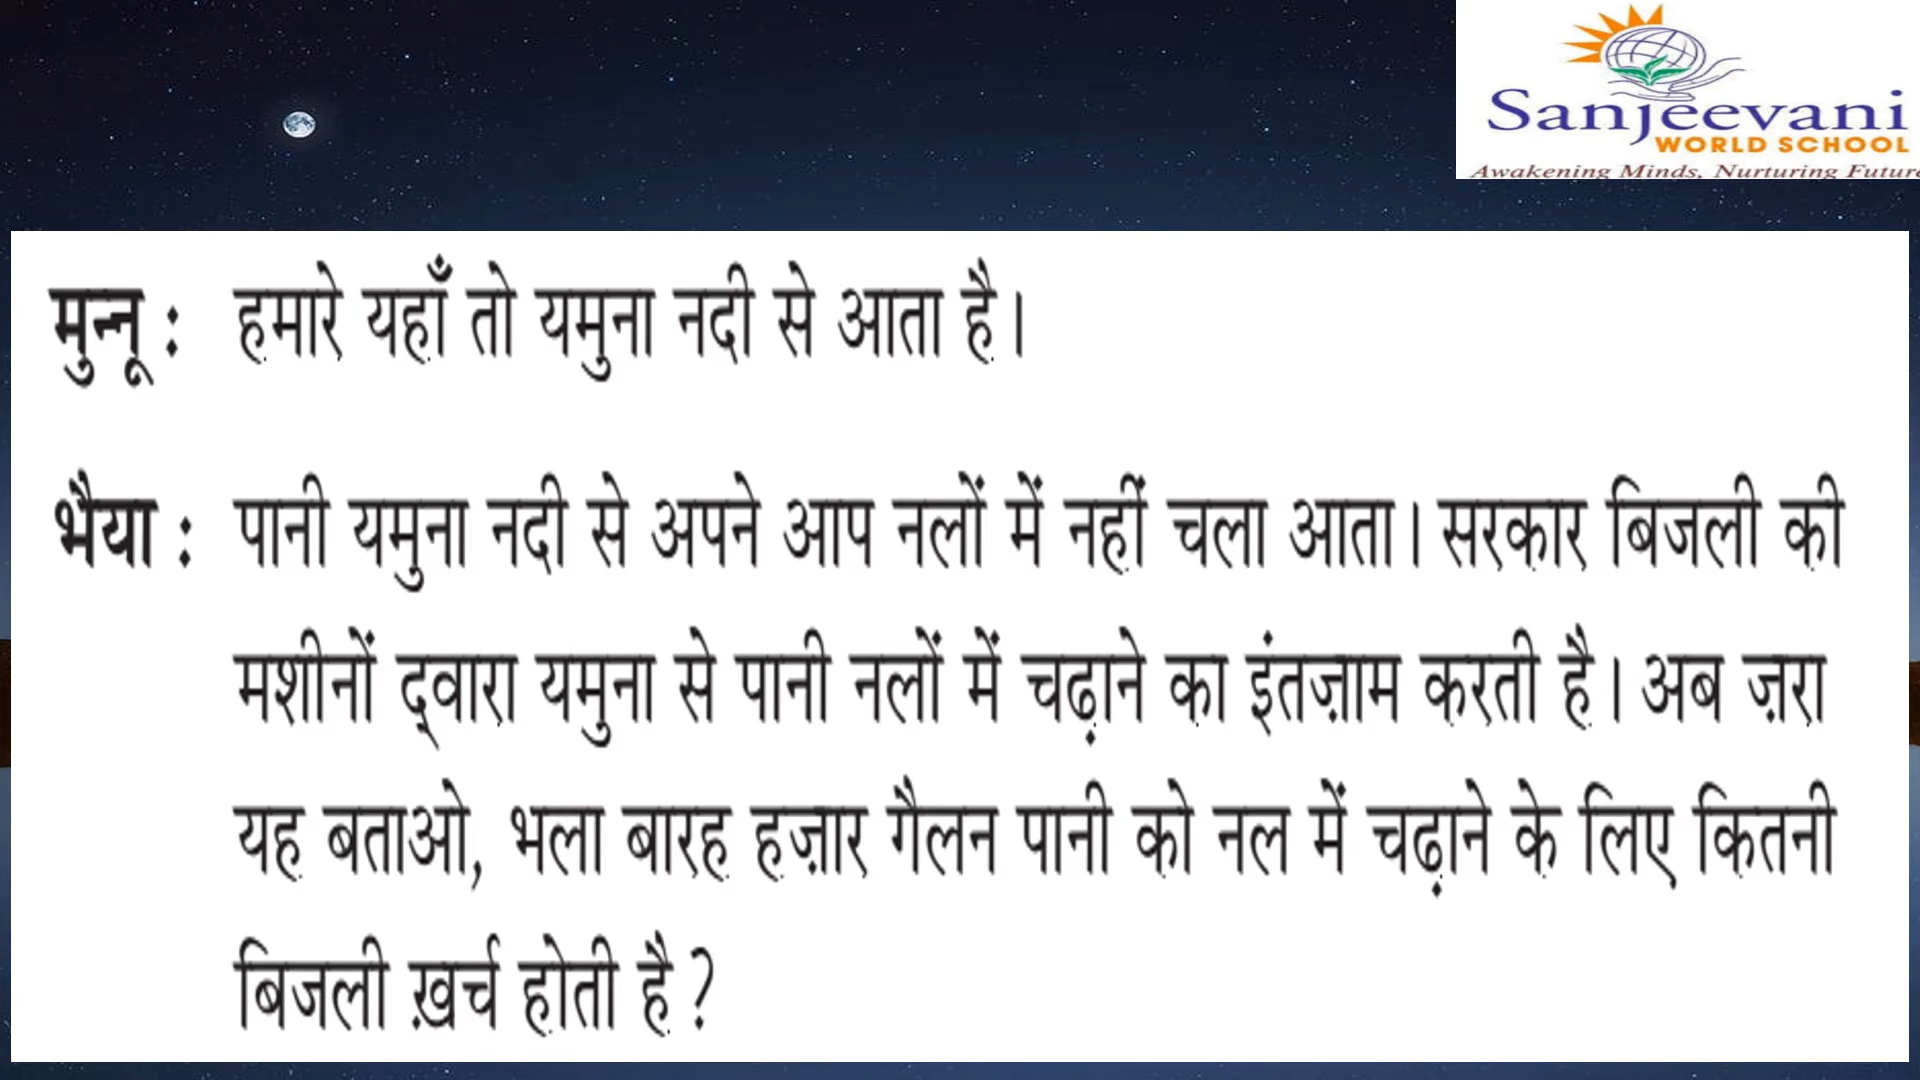 Sanjeevani
WORLD SCHOOL
Awakening Minds, Nurturing Future
मुन्नू : हमारे यहाँ तो यमुना नदी से आता है।
भैया : पानी यमुना नदी से अपने आप नलों में नहीं चला आता। सरकार बिजली की
मशीनों द्वारा यमुना से पानी नलों में चढ़ाने का इंतज़ाम करती है। अब ज़रा
यह बताओ, भला बारह हज़ार गैलन पानी को नल में चढ़ाने के लिए कितनी
बिजली ख़र्च होती है?